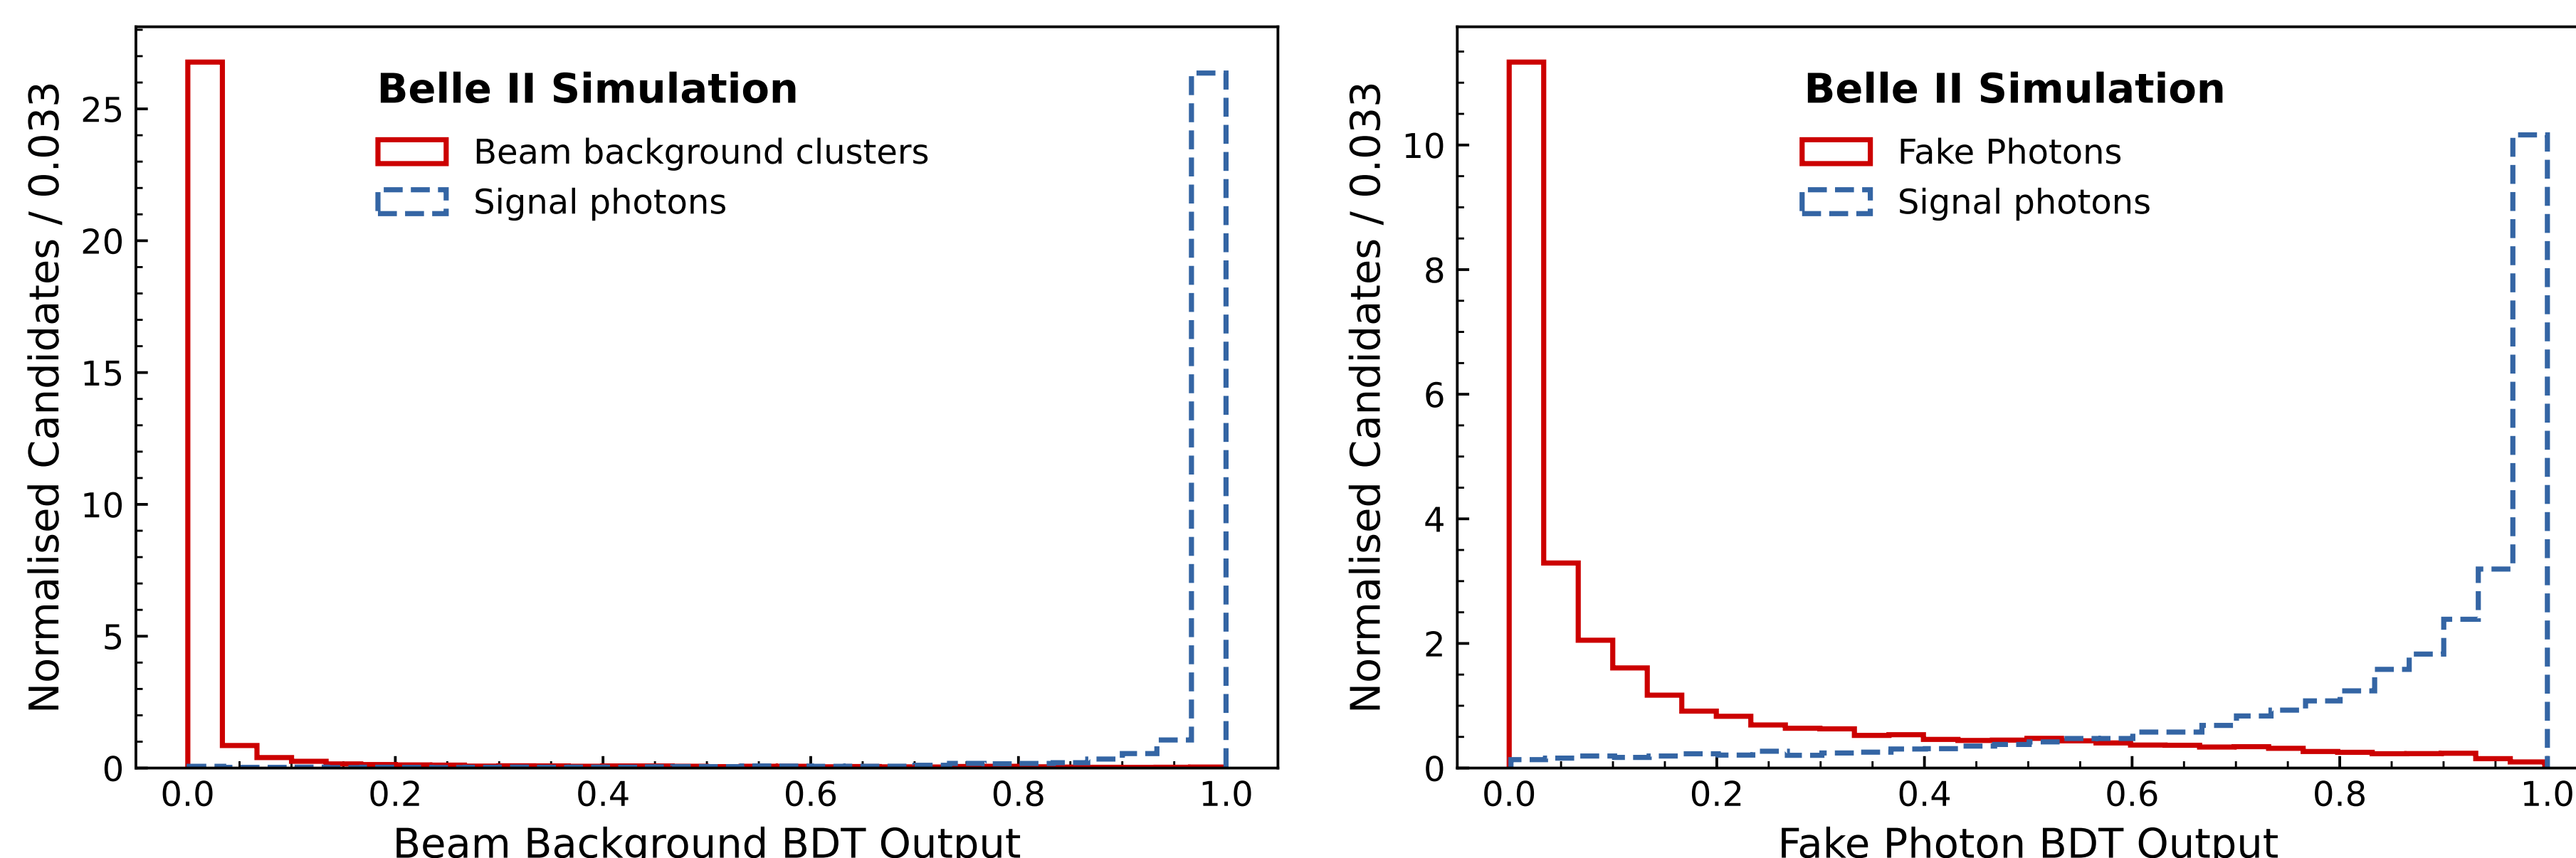 Normalised Candidates / 0.033
25
20
15
10
5
0
Belle II Simulation
Beam background clusters
Signal photons
0.0 0.2 0.4 0.6 0.8 1.0
Beam Background BDT Output
Normalised Candidates / 0.033
10
8
6
4
2
0
Belle II Simulation
Fake Photons
Signal photons
0.0 0.2 0.4 0.6 0.8 1.0
Fake Photon BDT Output